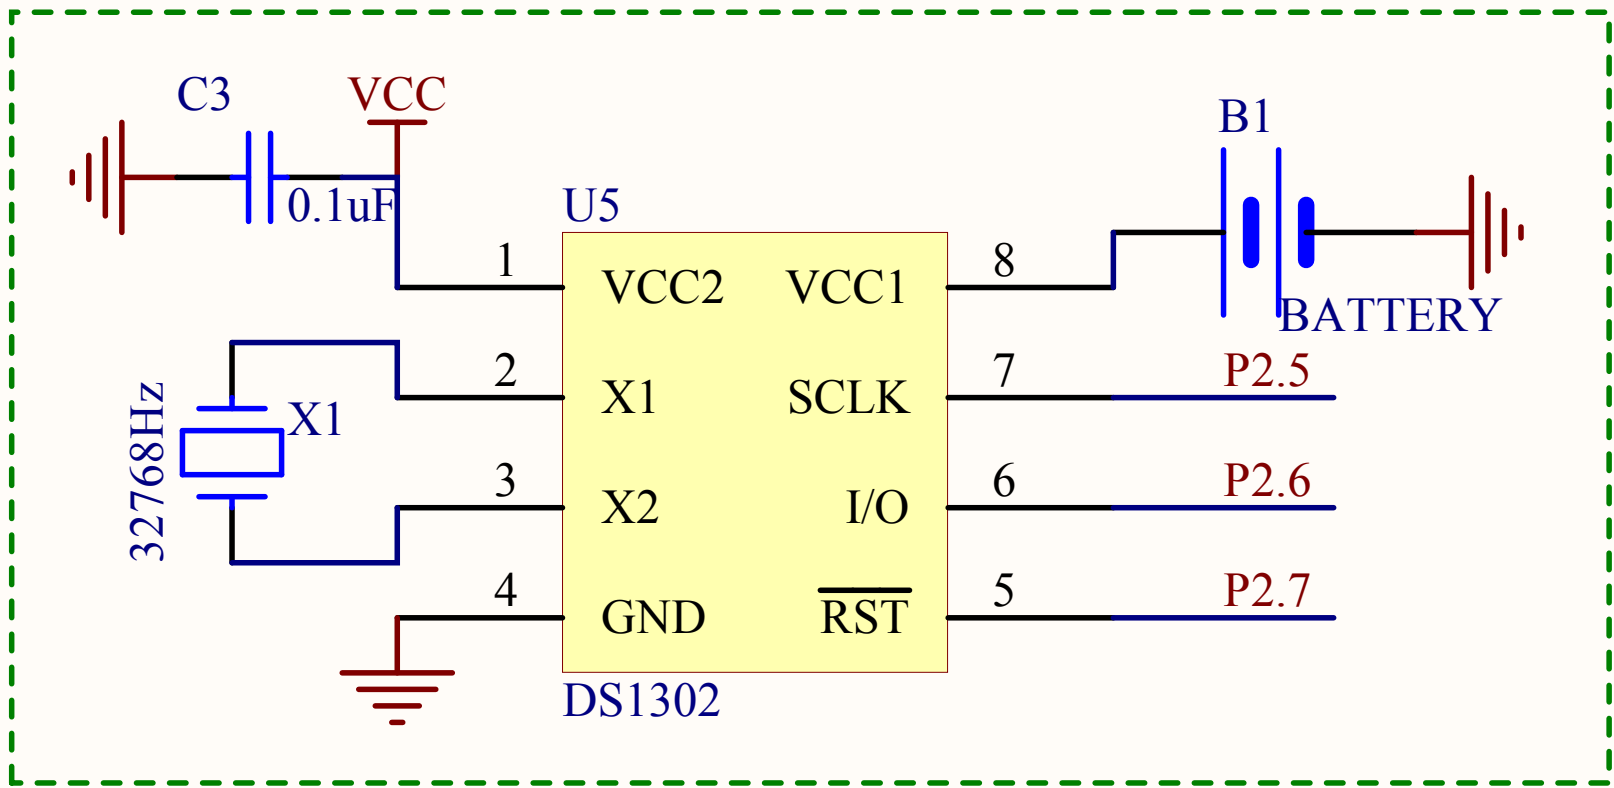 C3
VCC
0.1uF
B1
BATTERY
U5
1
VCC2
VCC1
8
2
X1
SCLK
7
P2.5
32768Hz
X1
3
X2
I/O
6
P2.6
4
GND
RST
5
P2.7
DS1302